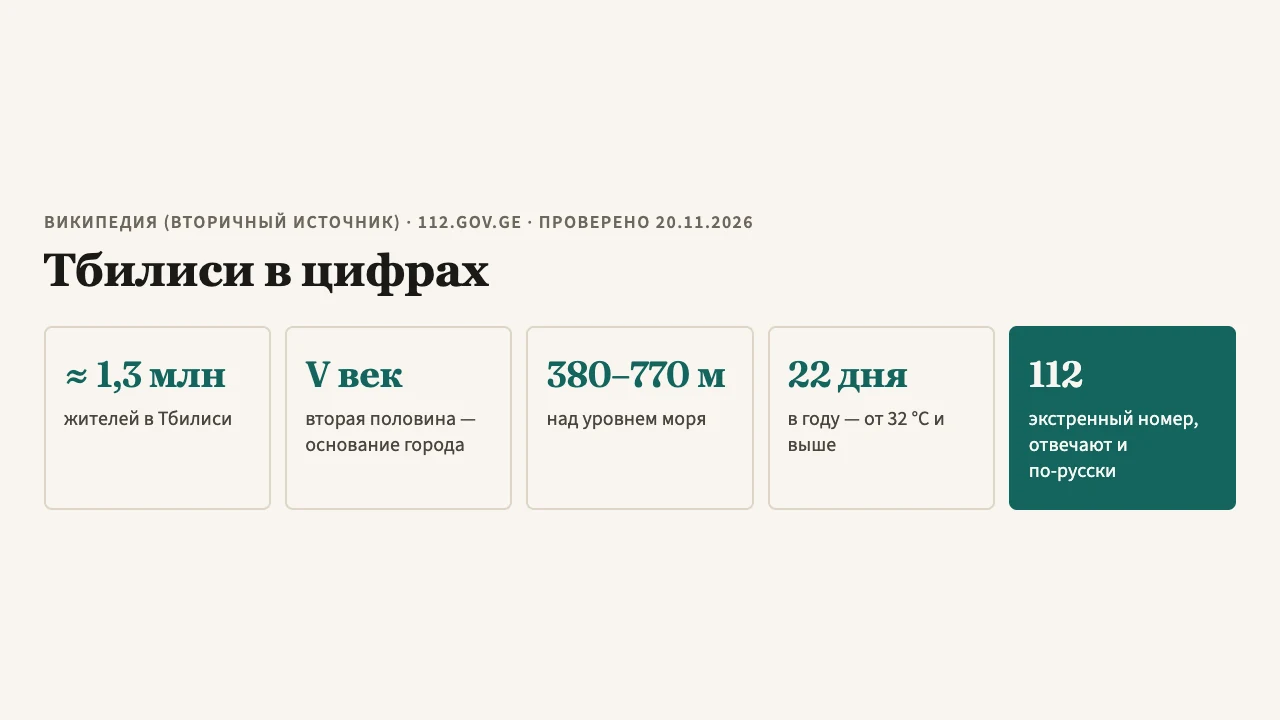 ВИКИПЕДИЯ (ВТОРИЧНЫЙ ИСТОЧНИК) · 112.GOV.GE · ПРОВЕРЕНО 20.11.2026
Тбилиси в цифрах
≈ 1,3 млн
жителей в Тбилиси
V век
вторая половина —
основание города
380–770 м
над уровнем моря
22 дня
в году — от 32 °C и
выше
112
экстренный номер,
отвечают и
по-русски